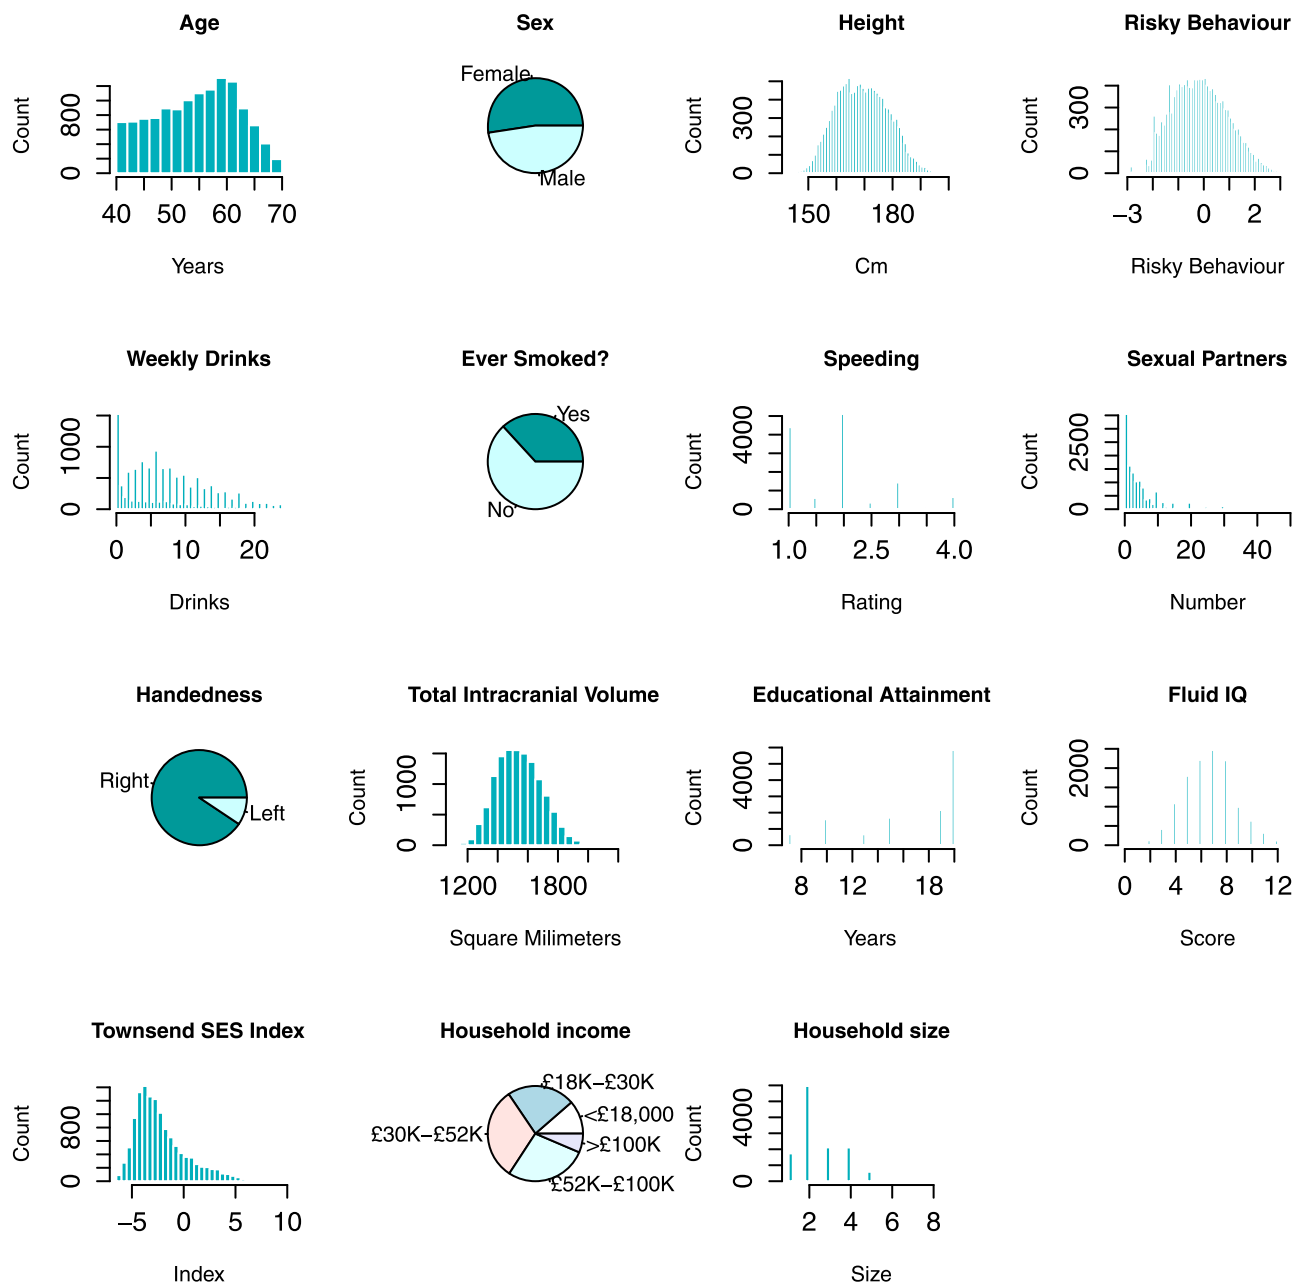 Age
Count
0
800
40 50 60 70
Years
Sex
Female
Male
Height
Count
0
300
150 180
Cm
Risky Behaviour
Count
0
300
−3 0 2
Risky Behaviour
Weekly Drinks
Count
0
1000
0 10 20
Drinks
Ever Smoked?
Yes
No
Speeding
Count
0
4000
1.0 2.5 4.0
Rating
Sexual Partners
Count
0
2500
0 20 40
Number
Handedness
Right
Left
Total Intracranial Volume
Count
0
1000
1200 1800
Square Milimeters
Educational Attainment
Count
0
4000
8 12 18
Years
Fluid IQ
Count
0
2000
0 4 8 12
Score
Townsend SES Index
Count
0
800
−5 0 5 10
Index
Household income
£18K−£30K
<£18,000
£30K−£52K
>£100K
£52K−£100K
Household size
Count
0
4000
2 4 6 8
Size